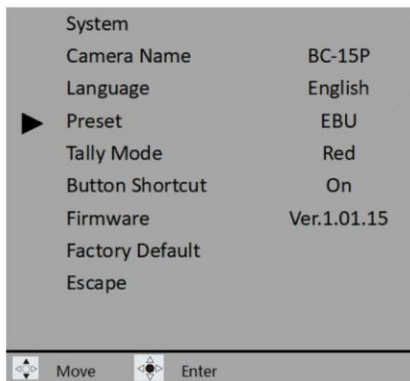 System
Camera Name BC-15P
Language English
Preset EBU
Tally Mode Red
Button Shortcut On
Firmware Ver.1.01.15
Factory Default
Escape
Move Enter